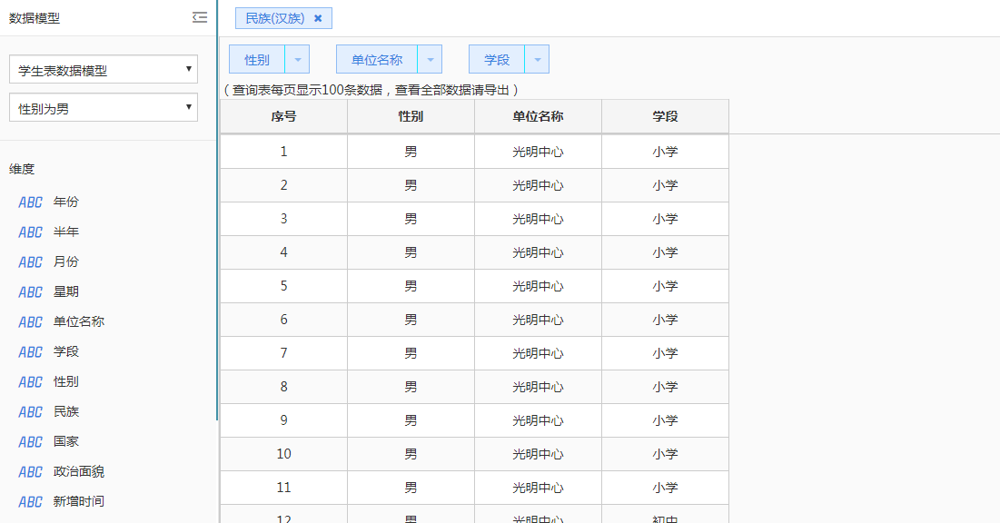 数据模型
学生表数据模型
性别为男
维度
ABC 年份
ABC 半年
ABC 月份
ABC 星期
ABC 单位名称
ABC 学段
ABC 性别
ABC 民族
ABC 国家
ABC 政治面貌
ABC 新增时间
民族(汉族) ×
性别 单位名称 学段
(查询表每页显示100条数据，查看全部数据请导出)
序号 性别 单位名称 学段
1 男 光明中心 小学
2 男 光明中心 小学
3 男 光明中心 小学
4 男 光明中心 小学
5 男 光明中心 小学
6 男 光明中心 小学
7 男 光明中心 小学
8 男 光明中心 小学
9 男 光明中心 小学
10 男 光明中心 小学
11 男 光明中心 小学
12 男 光明中心 初中